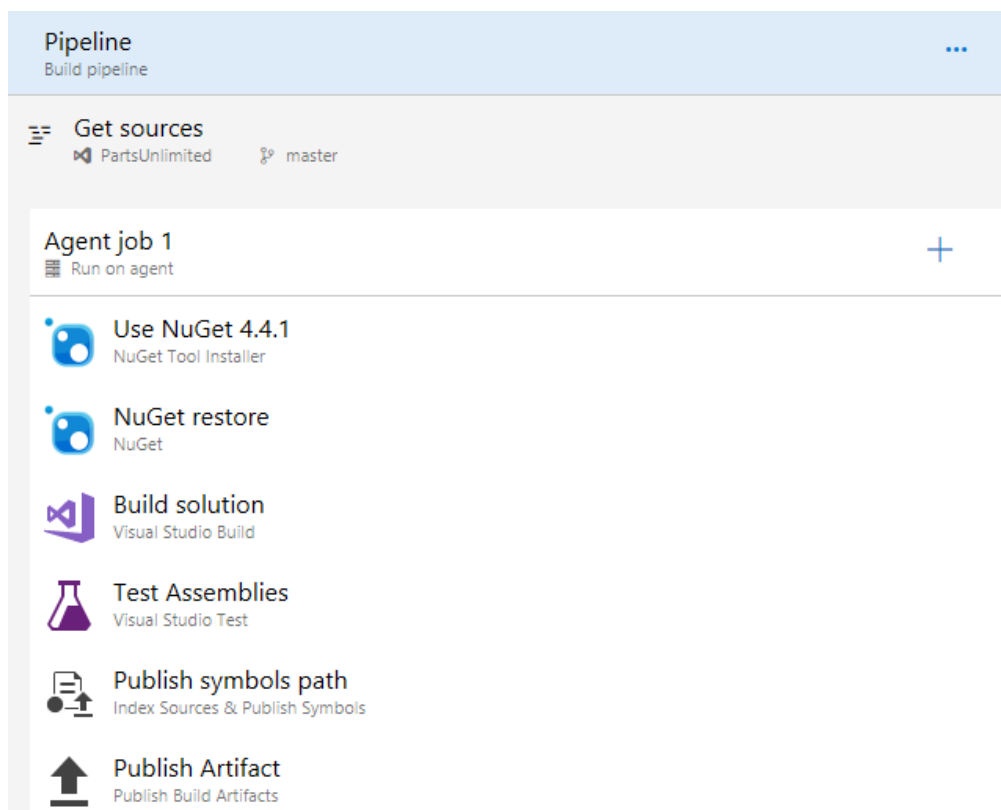 Pipeline
Build pipeline
Get sources
PartsUnlimited master
Agent job 1
Run on agent
Use NuGet 4.4.1
NuGet Tool Installer
NuGet restore
NuGet
Build solution
Visual Studio Build
Test Assemblies
Visual Studio Test
Publish symbols path
Index Sources & Publish Symbols
Publish Artifact
Publish Build Artifacts